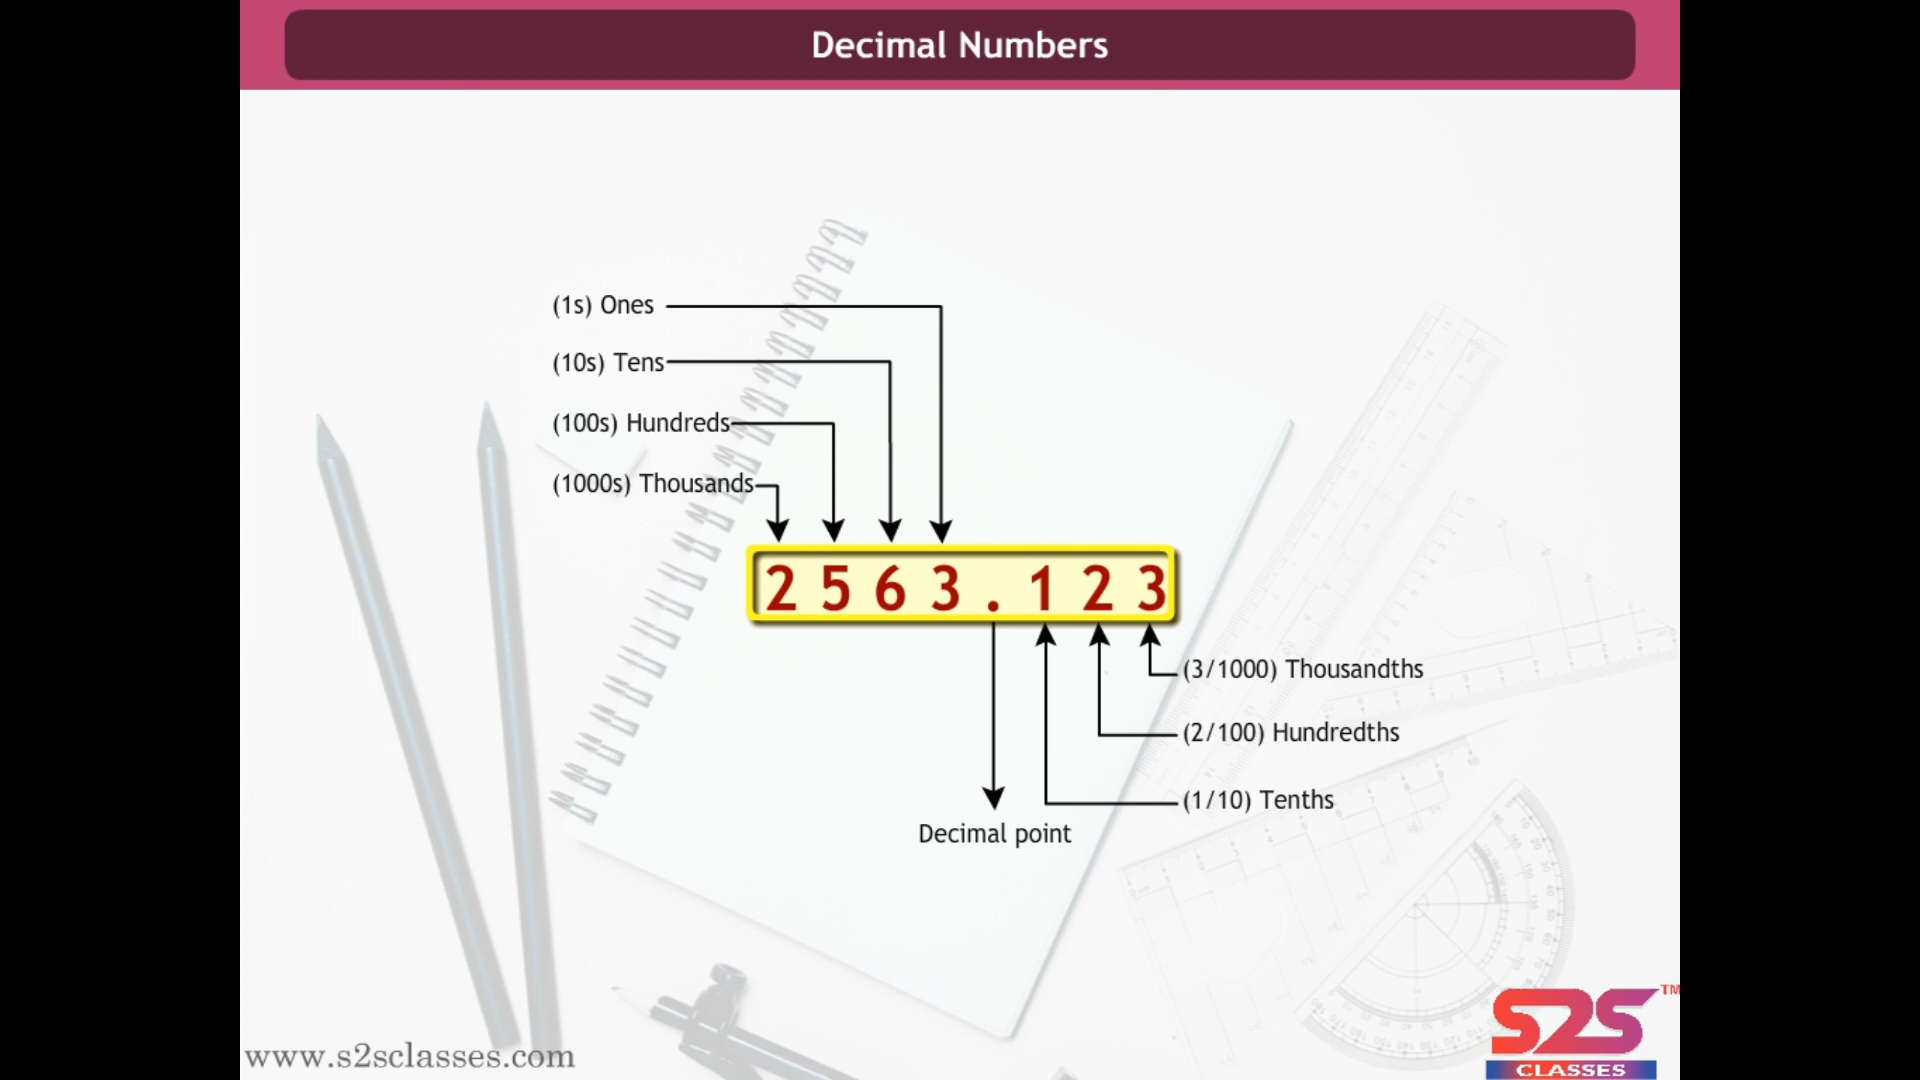 Decimal Numbers
(1s) Ones
(10s) Tens
(100s) Hundreds
(1000s) Thousands
2 5 6 3 . 1 2 3
(3/1000) Thousandths
(2/100) Hundredths
(1/10) Tenths
Decimal point
www.s2sclasses.com
S2S TM
CLASSES